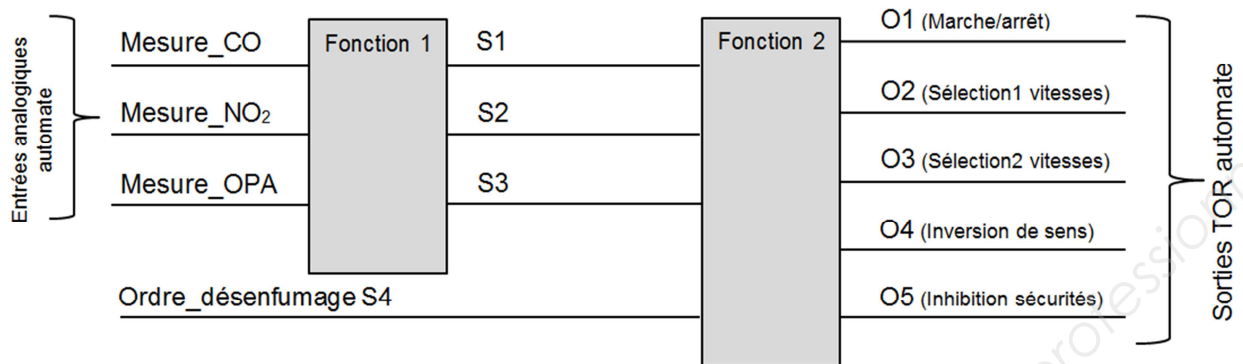 Entrées analogiques
automate
Mesure_CO
Mesure_NO₂
Mesure_OPA
Ordre_désenfumage S4
Fonction 1
S1
S2
S3
Fonction 2
O1 (Marche/arrêt)
O2 (Sélection1 vitesses)
O3 (Sélection2 vitesses)
O4 (Inversion de sens)
O5 (Inhibition sécurités)
Sorties TOR automate